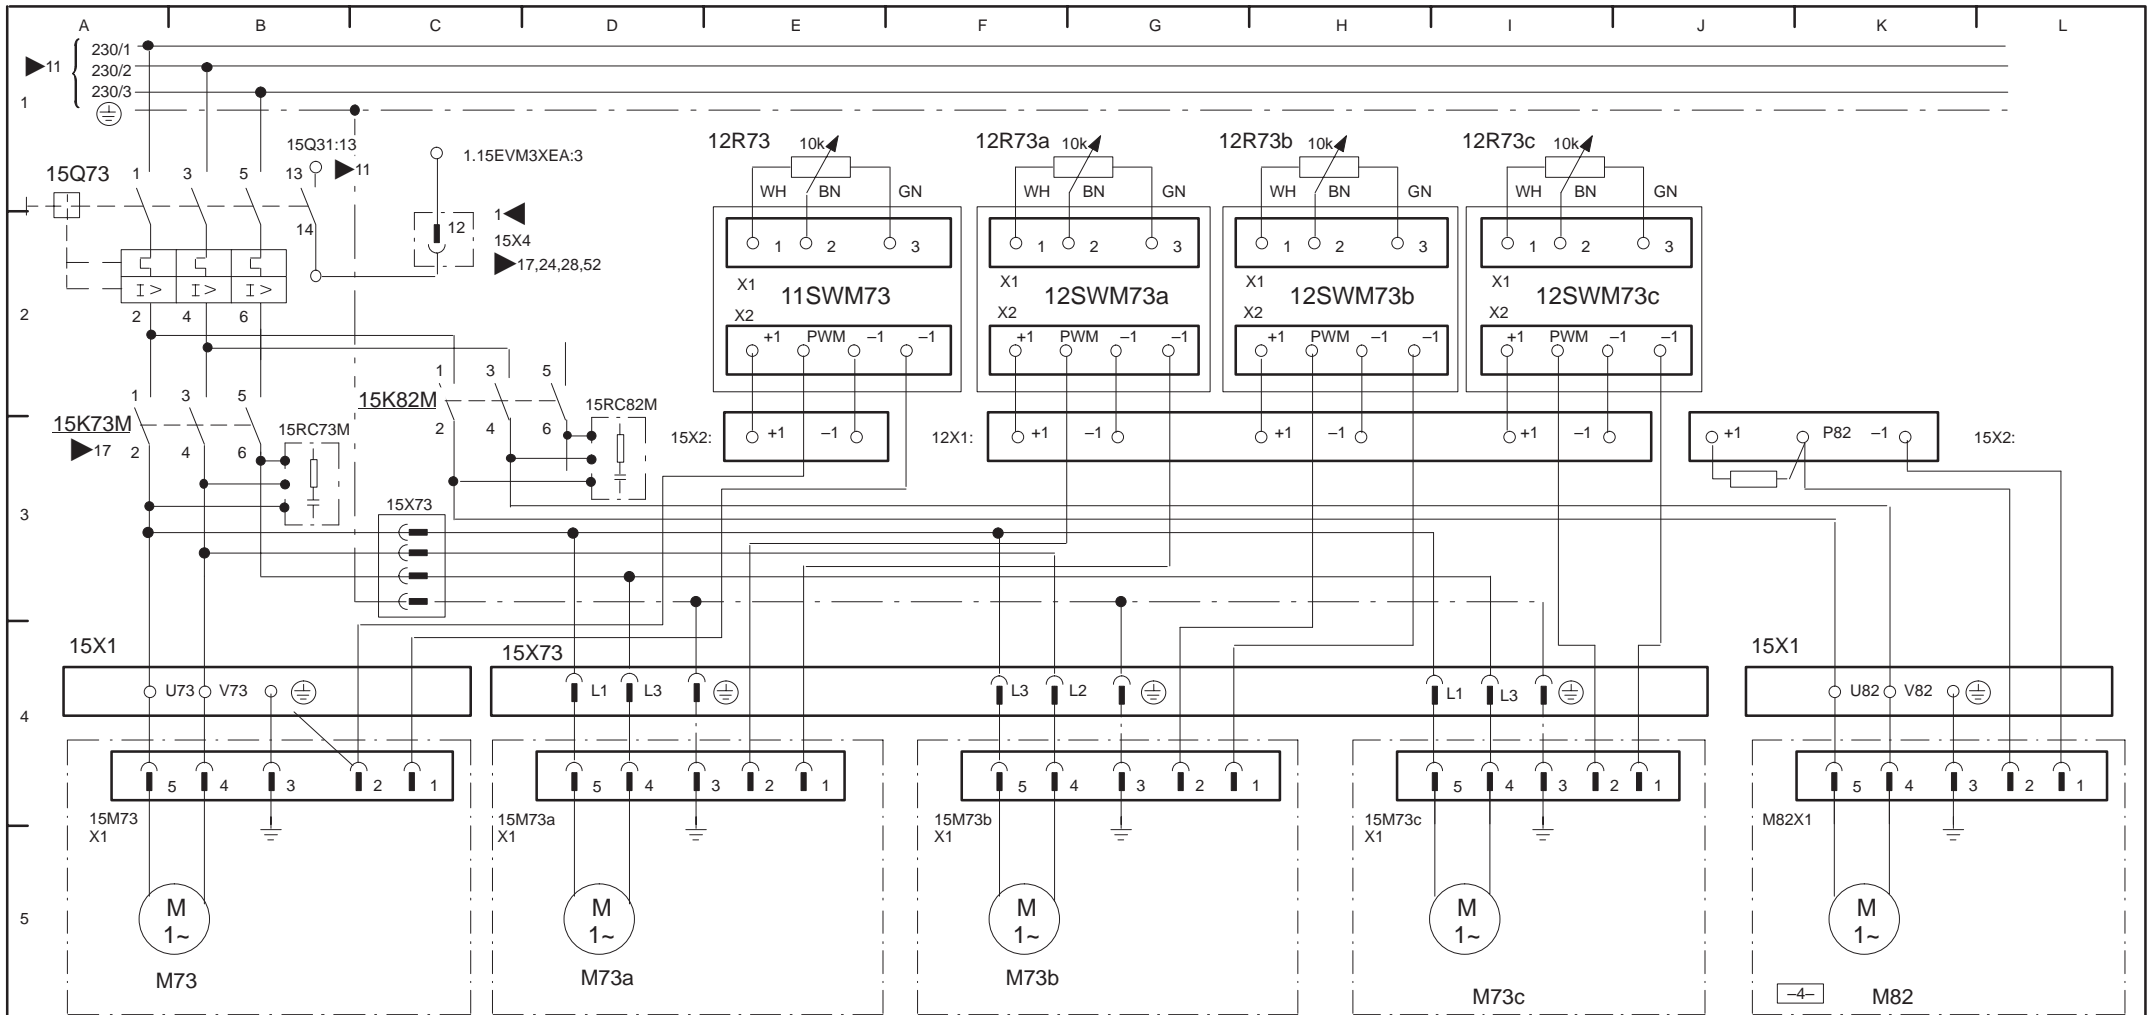 A B C D E F G H I J K L
230/1
11 230/2
230/3
1
15Q31:13
11
1.15EVM3XEA:3
12R73 10k 12R73a 10k 12R73b 10k 12R73c 10k
15Q73 1 3 5 13
WH BN GN WH BN GN WH BN GN WH BN GN
14 12 1
15X4
17,24,28,52
1 2 3 1 2 3 1 2 3 1 2 3
X1 X1 X1 X1
I > I > I >
11SWM73 12SWM73a 12SWM73b 12SWM73c
2
2 4 6
X2 X2 X2 X2
+1 PWM –1 –1 +1 PWM –1 –1 +1 PWM –1 –1 +1 PWM –1 –1
1 3 5
15K82M
1 3 5
15RC82M
15K73M
15RC73M
2 4 6
15X2: +1 –1 12X1: +1 –1 +1 –1 +1 –1 +1 P82 –1 15X2:
17 2 4 6
15X73
3
15X1 15X73 15X1
U73 V73 L1 L3 L3 L2 L1 L3 U82 V82
4
5 4 3 2 1 5 4 3 2 1 5 4 3 2 1 5 4 3 2 1 5 4 3 2 1
15M73 15M73a 15M73b 15M73c M82X1
X1 X1 X1 X1
5
M M M M M
1~ 1~ 1~ 1~ 1~
M73 M73a M73b M73c –4– M82